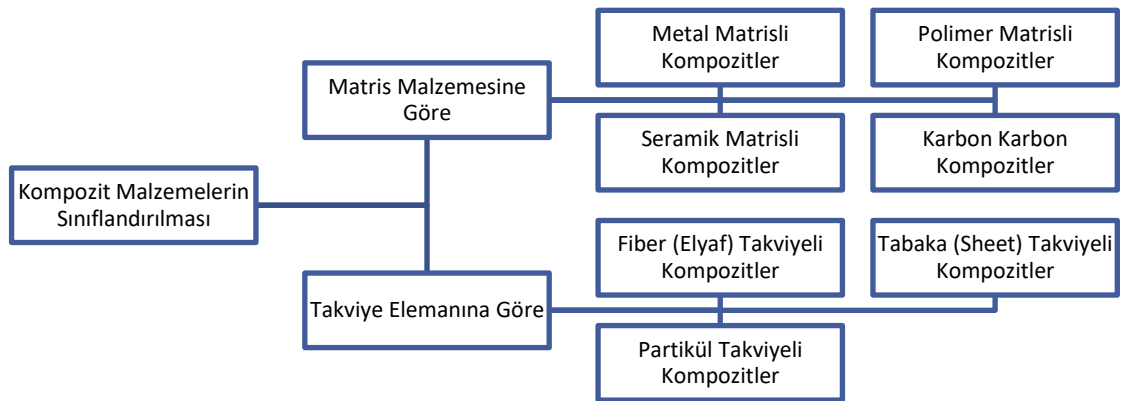 Kompozit Malzemelerin
Sınıflandırılması
Matris Malzemesine
Göre
Metal Matrisli
Kompozitler
Polimer Matrisli
Kompozitler
Seramik Matrisli
Kompozitler
Karbon Karbon
Kompozitler
Takviye Elemanına Göre
Fiber (Elyaf) Takviyeli
Kompozitler
Tabaka (Sheet) Takviyeli
Kompozitler
Partikül Takviyeli
Kompozitler